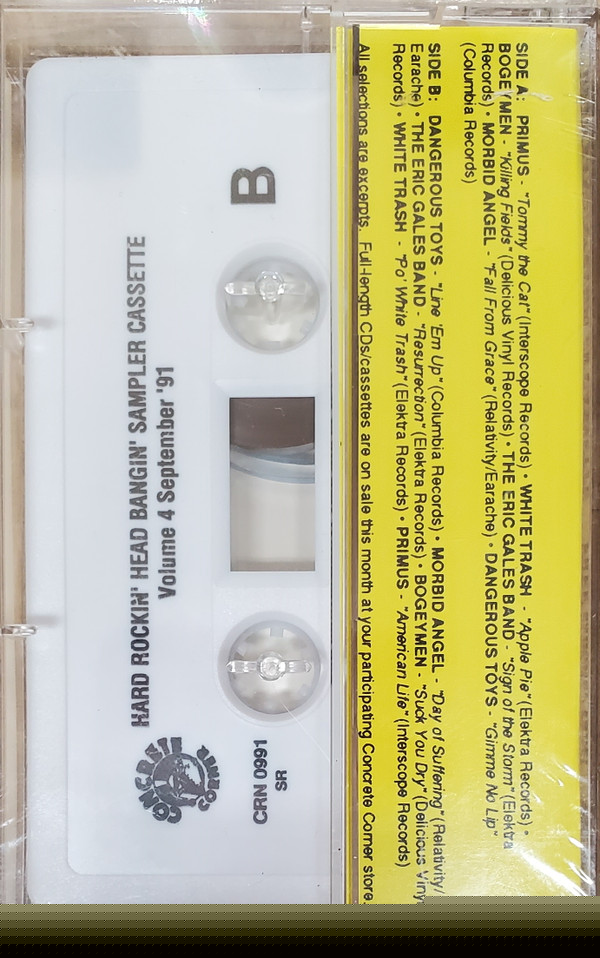 B
HARD ROCKIN' HEAD BANGIN' SAMPLER CASSETTE
Volume 4 September '91
CONCRETE
CORNER
CRN 0991
SR
SIDE A: PRIMUS - "Tommy the Cat" (Interscope Records) • WHITE TRASH - "Apple Pie" (Elektra Records) •
BOGEYMEN - "Killing Fields" (Delicious Vinyl Records) • THE ERIC GALES BAND - "Sign of the Storm" (Elektra
Records) • MORBID ANGEL - "Fall From Grace" (Relativity/Earache) • DANGEROUS TOYS - "Gimme No Lip"
(Columbia Records)
SIDE B: DANGEROUS TOYS - "Line 'Em Up" (Columbia Records) • MORBID ANGEL - "Day of Suffering" (Relativity/
Earache) • THE ERIC GALES BAND - "Resurrection" (Elektra Records) • BOGEYMEN - "Suck You Dry" (Delicious Vinyl
Records) • WHITE TRASH - "Po' White Trash" (Elektra Records) • PRIMUS - "American Life" (Interscope Records)
All selections are excerpts. Full-length CDs/cassettes are on sale this month at your participating Concrete Corner store.